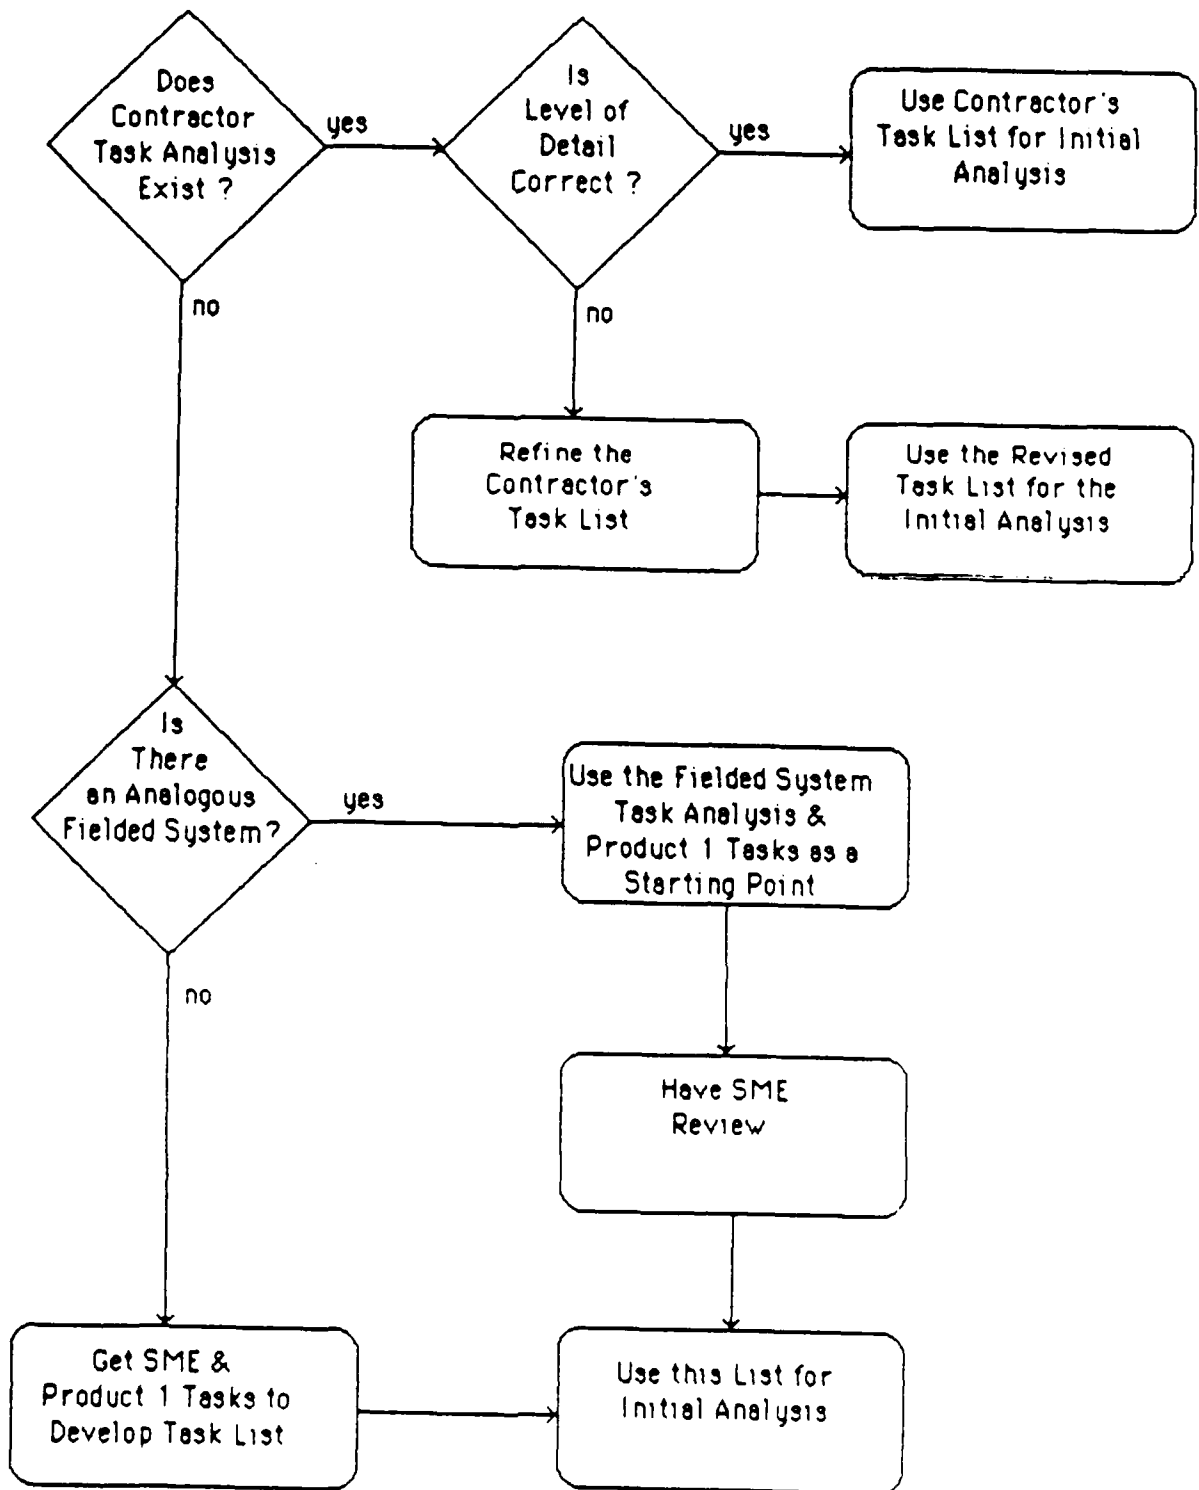 Does
Contractor
Task Analysis
Exist ?
yes
Is
Level of
Detail
Correct ?
yes
Use Contractor's
Task List for Initial
Analysis
no
no
Refine the
Contractor's
Task List
Use the Revised
Task List for the
Initial Analysis
Is
There
an Analogous
Fielded System?
yes
Use the Fielded System
Task Analysis &
Product 1 Tasks as a
Starting Point
no
Have SME
Review
Get SME &
Product 1 Tasks to
Develop Task List
Use this List for
Initial Analysis